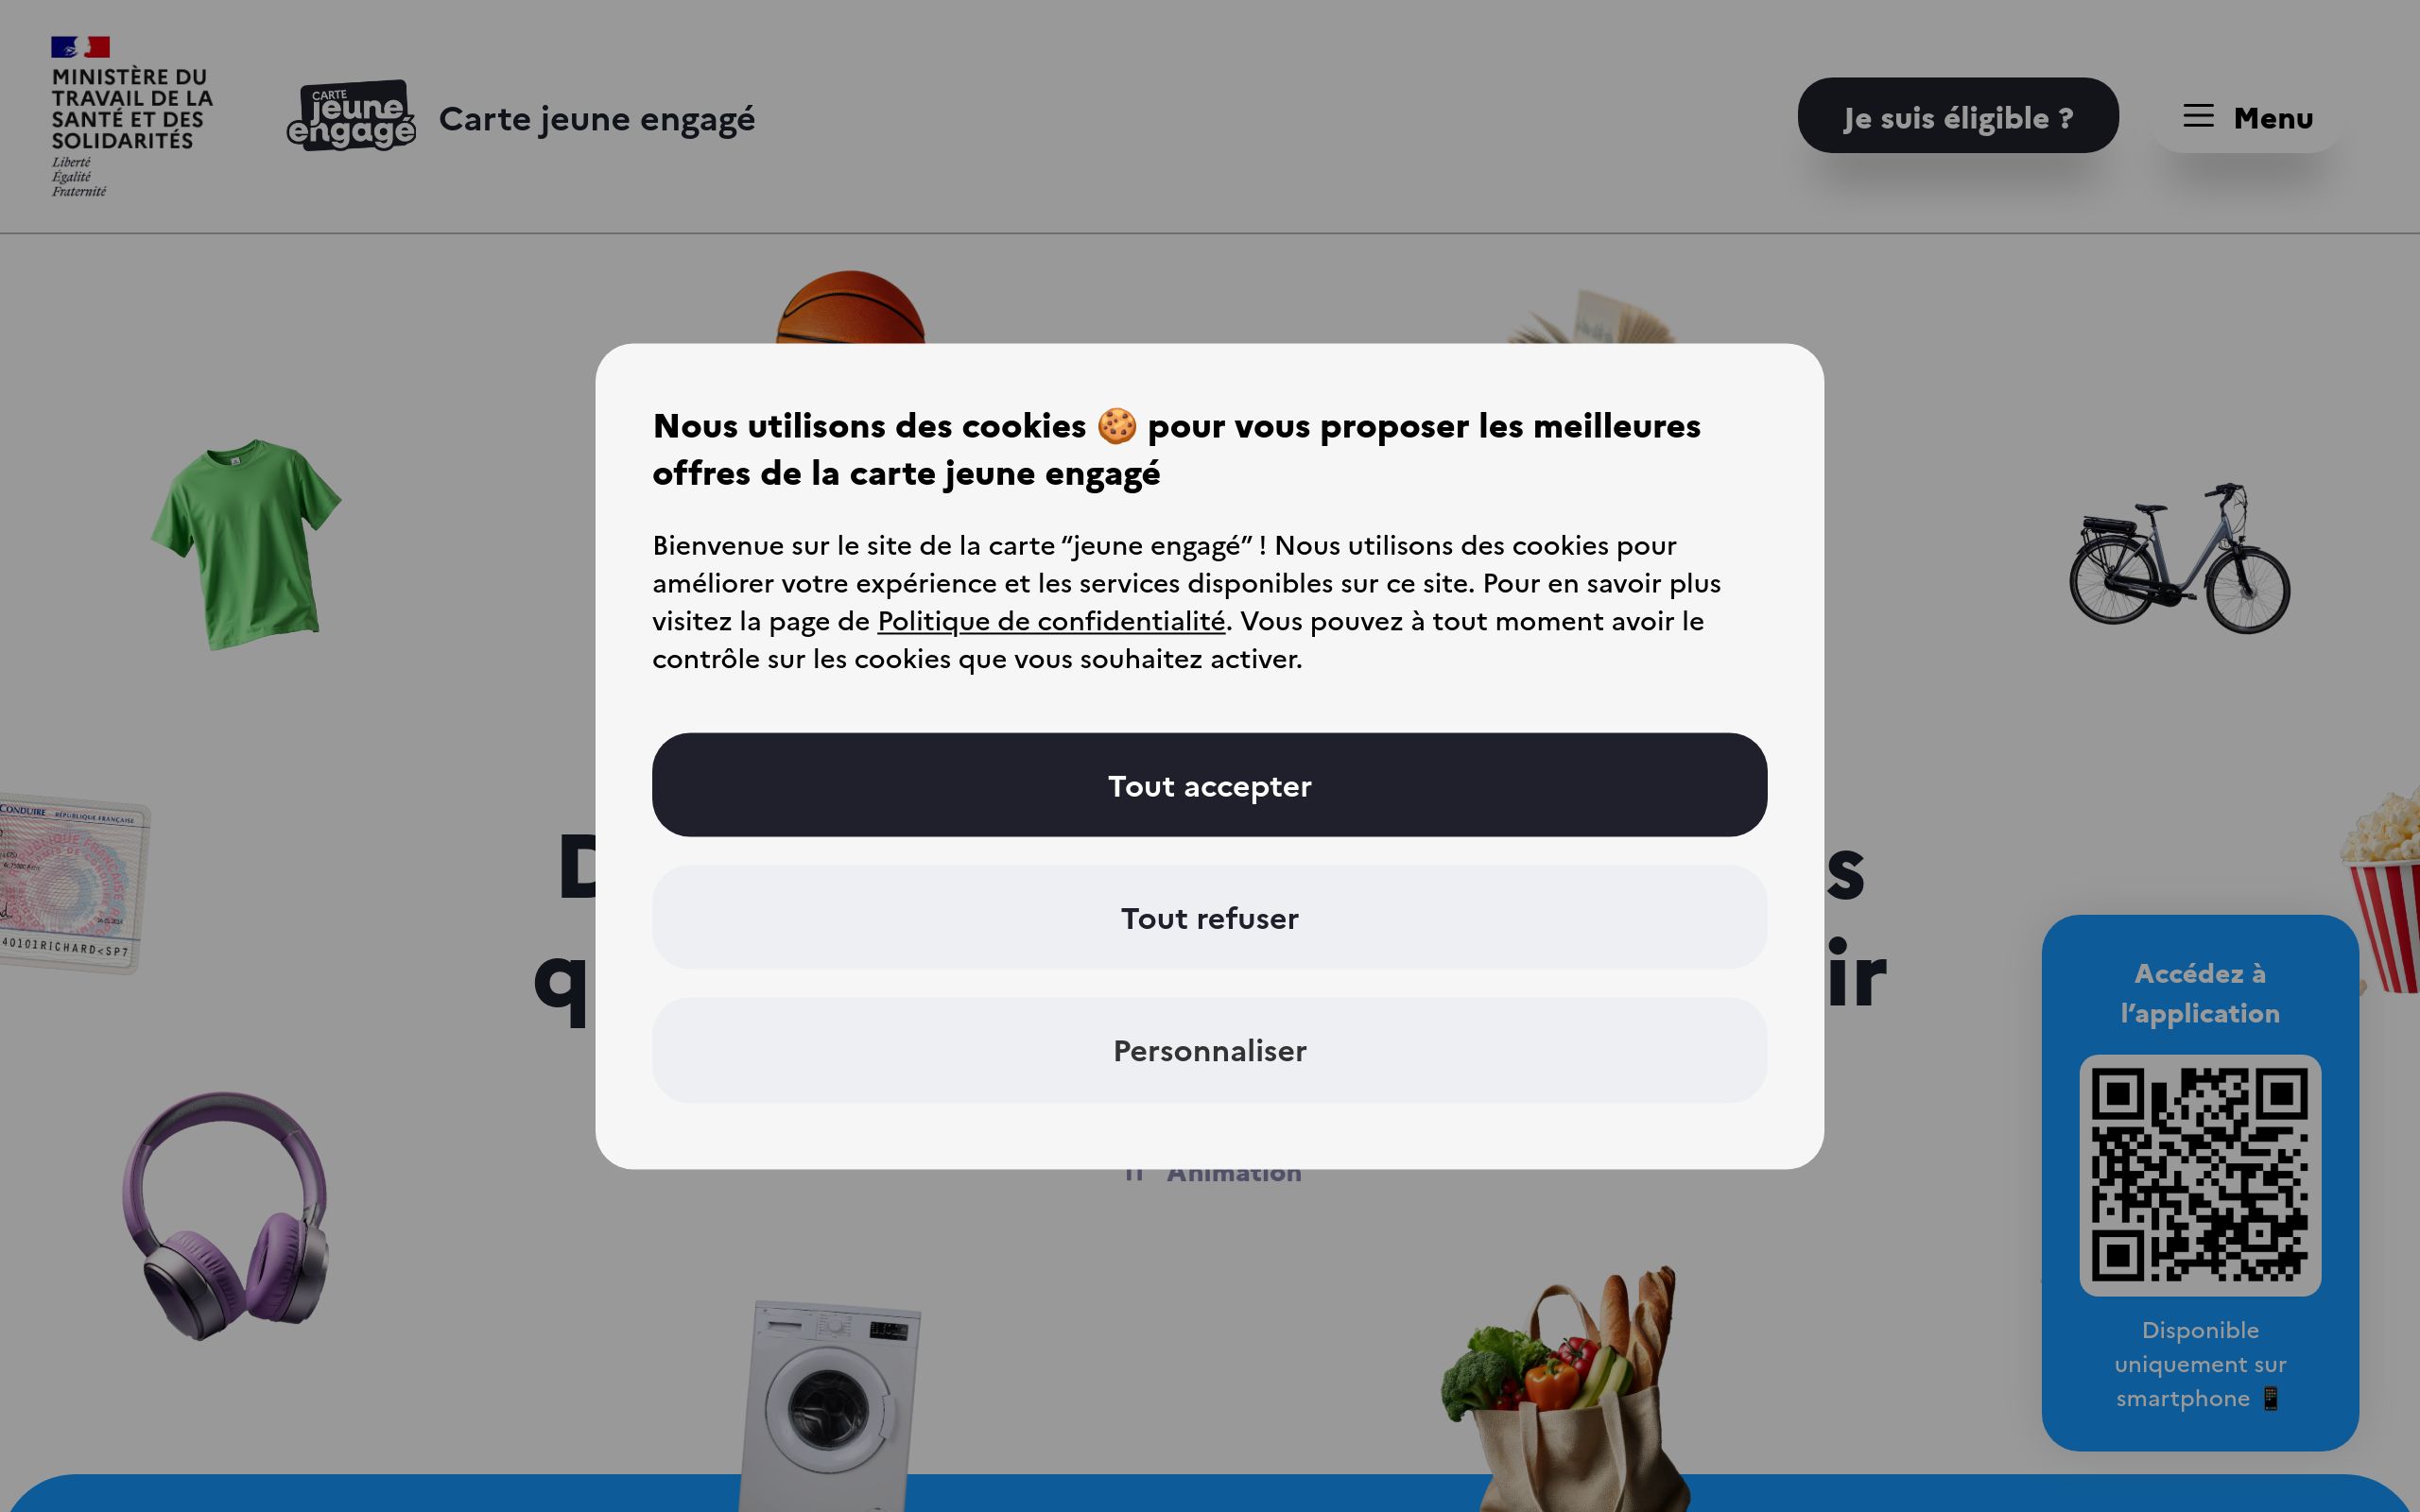 MINISTÈRE DU
TRAVAIL DE LA
SANTÉ ET DES
SOLIDARITÉS
Liberté
Égalité
Fraternité
CARTE
jeune
engagé
Carte jeune engagé
Je suis éligible ?
Menu
Nous utilisons des cookies 🍪 pour vous proposer les meilleures
offres de la carte jeune engagé
Bienvenue sur le site de la carte “jeune engagé” ! Nous utilisons des cookies pour
améliorer votre expérience et les services disponibles sur ce site. Pour en savoir plus
visitez la page de Politique de confidentialité. Vous pouvez à tout moment avoir le
contrôle sur les cookies que vous souhaitez activer.
Tout accepter
Tout refuser
Personnaliser
CONDUIRE RÉPUBLIQUE FRANÇAISE
40101RICHARD<SP7
D
s
q
ir
Animation
Accédez à
l’application
Disponible
uniquement sur
smartphone 📱